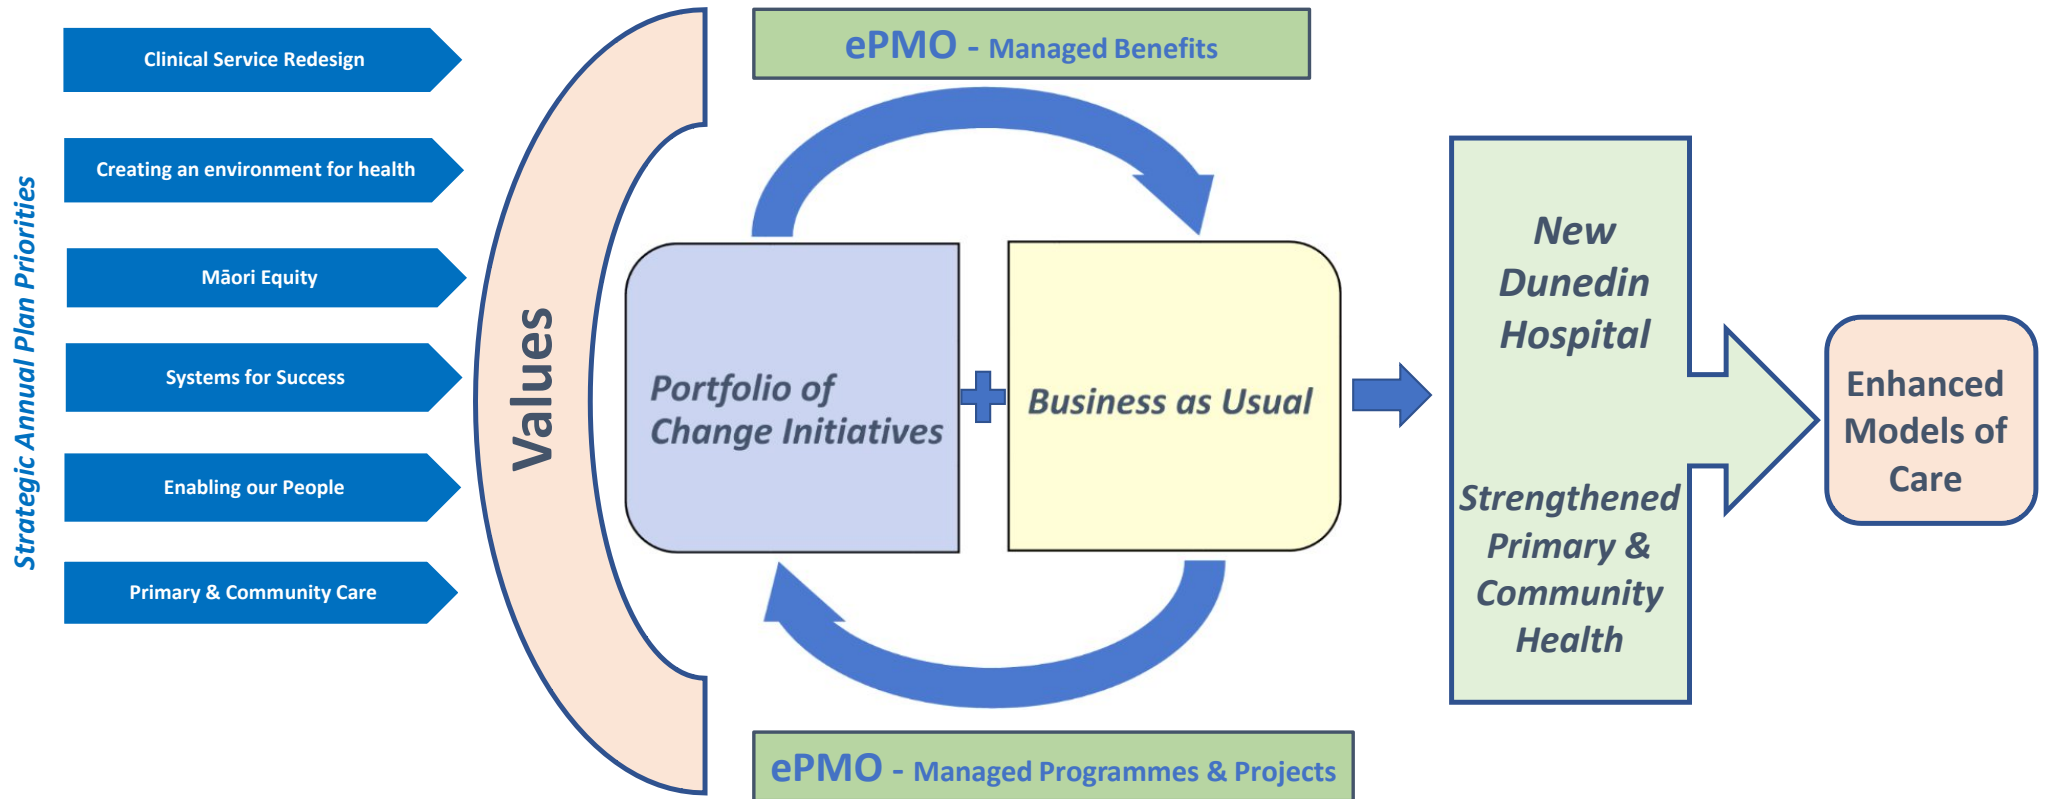 Strategic Annual Plan Priorities
Clinical Service Redesign
Creating an environment for health
Māori Equity
Systems for Success
Enabling our People
Primary & Community Care
Values
ePMO - Managed Benefits
Portfolio of
Change Initiatives
Business as Usual
ePMO - Managed Programmes & Projects
New
Dunedin
Hospital
Strengthened
Primary &
Community
Health
Enhanced
Models of
Care